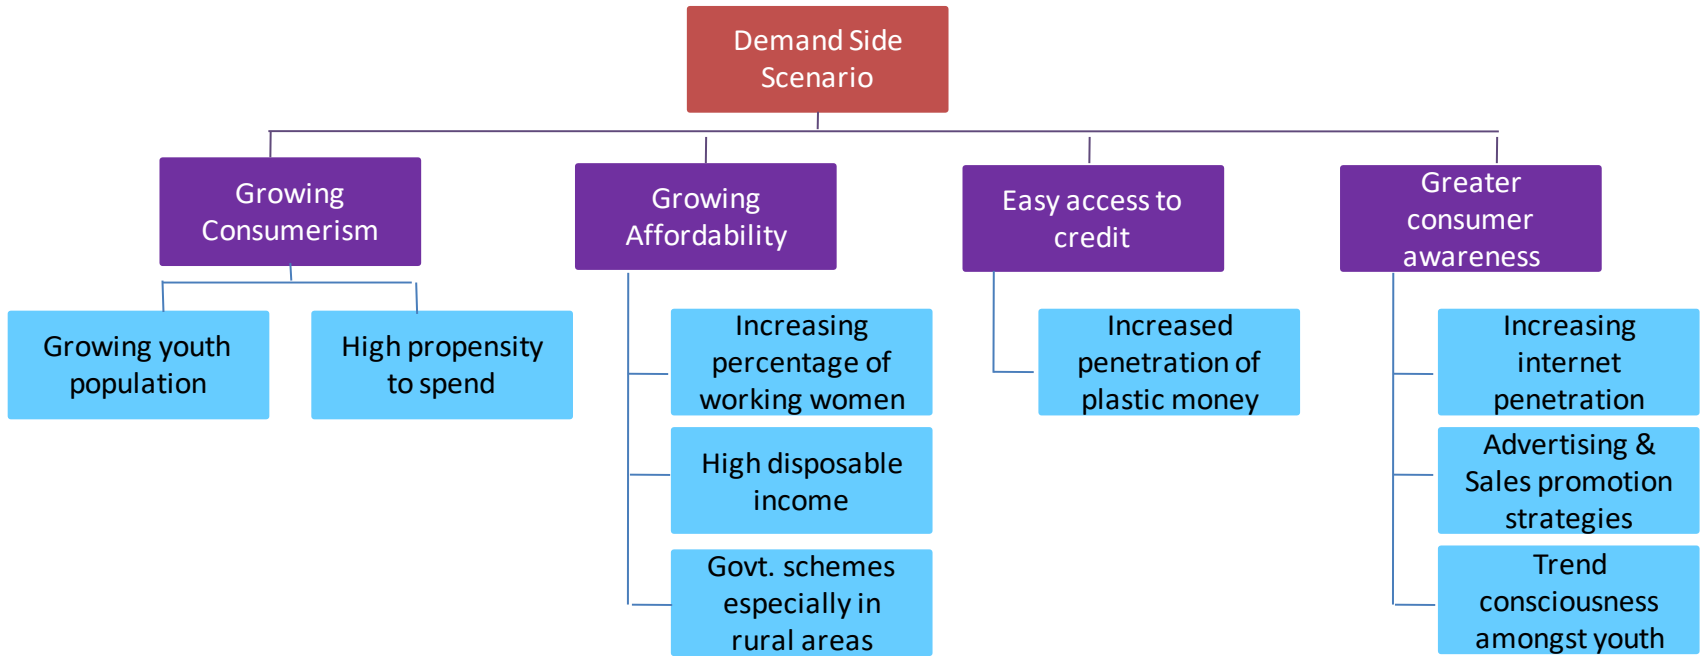 Demand Side
Scenario
Growing
Consumerism
Growing
Affordability
Easy access to
credit
Greater
consumer
awareness
Growing youth
population
High propensity
to spend
Increasing
percentage of
working women
High disposable
income
Govt. schemes
especially in
rural areas
Increased
penetration of
plastic money
Increasing
internet
penetration
Advertising &
Sales promotion
strategies
Trend
consciousness
amongst youth